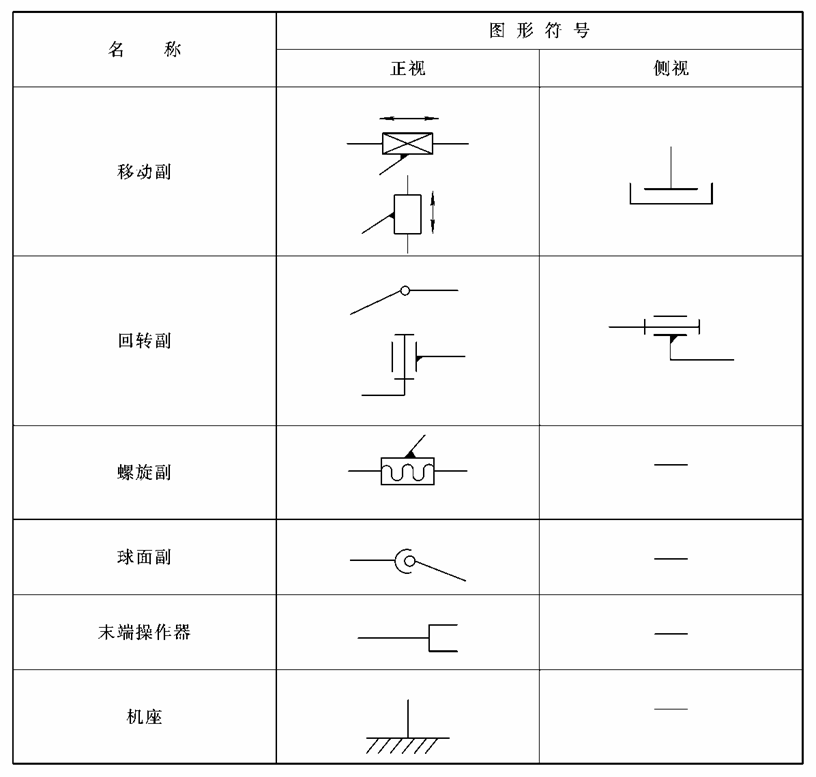 名 称
图 形 符 号
正视
侧视
移动副
回转副
螺旋副
球面副
末端操作器
机座